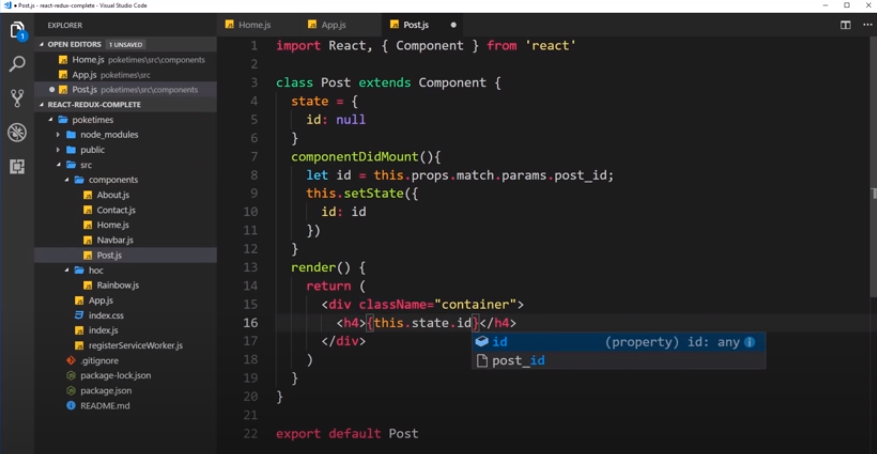 Post.js - react-redux-complete - Visual Studio Code
EXPLORER
OPEN EDITORS 1 UNSAVED
Home.js poketimes\src\components
App.js poketimes\src
Post.js poketimes\src\components
REACT-REDUX-COMPLETE
poketimes
node_modules
public
src
components
About.js
Contact.js
Home.js
Navbar.js
Post.js
hoc
Rainbow.js
App.js
index.css
index.js
registerServiceWorker.js
.gitignore
package-lock.json
package.json
README.md
1
Home.js App.js Post.js
1 import React, { Component } from 'react'
2
3 class Post extends Component {
4 state = {
5 id: null
6 }
7 componentDidMount(){
8 let id = this.props.match.params.post_id;
9 this.setState({
10 id: id
11 })
12 }
13 render() {
14 return (
15 <div className="container">
16 <h4>{this.state.id}</h4>
17 </div>
18 )
19 }
20 }
21
22 export default Post
id (property) id: any
post_id